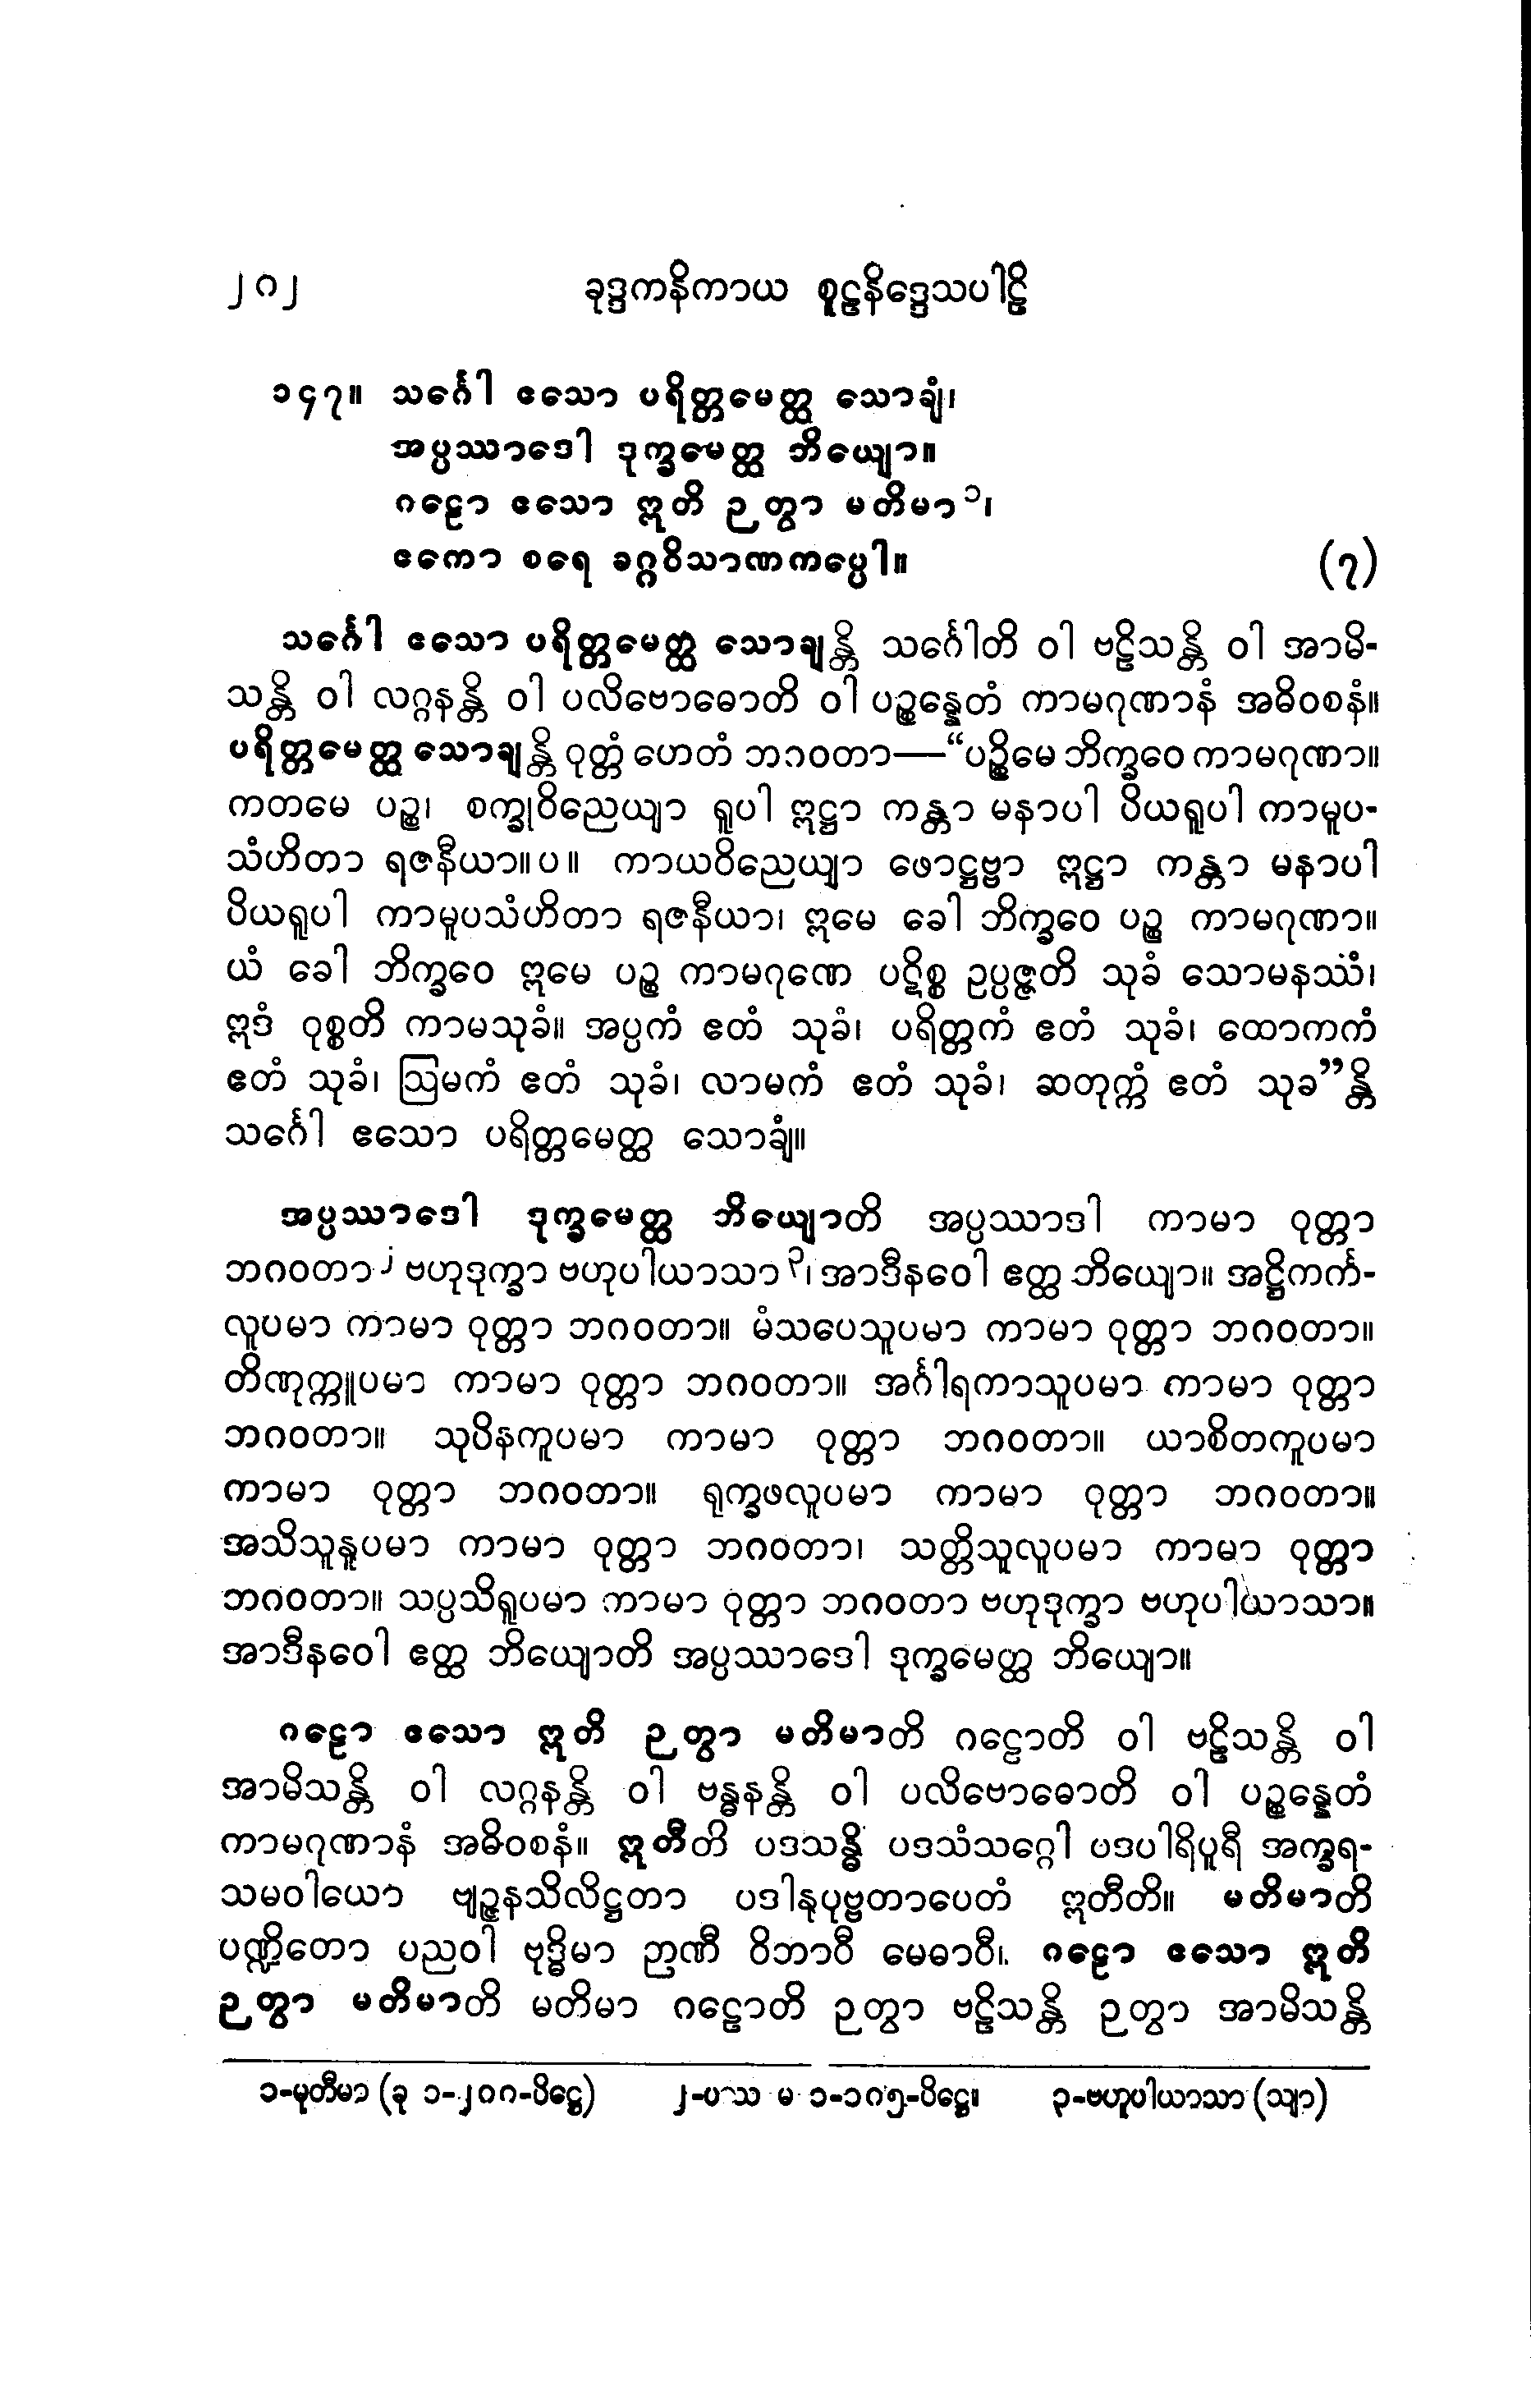 ၂၀၂ ခုဒ္ဒကနိကာယ စူဠနိဒ္ဒေသပါဠိ
၁၄၇။ သင်္ဂေါ ဧသော ပရိတ္တမေတ္ထ သောချံ၊
အပ္ပဿာဒေါ ဒုက္ခမေတ္ထ ဘိယျော။
ဂဠော ဧသော ဣတိ ဉတွာ မတိမာ၁၊
ဧကော စရေ ခဂ္ဂဝိသာဏကပ္ပေါ။ (၇)
သင်္ဂေါ ဧသော ပရိတ္တမေတ္ထ သောချန္တိ သင်္ဂေါတိ ဝါ ဗဠိသန္တိ ဝါ အာမိ-
သန္တိ ဝါ လဂ္ဂနန္တိ ဝါ ပလိဗောဓောတိ ဝါ ပဉ္စန္နေတံ ကာမဂုဏာနံ အဓိဝစနံ။
ပရိတ္တမေတ္ထ သောချန္တိ ဝုတ္တံ ဟေတံ ဘဂဝတာ—“ပဉ္စိမေ ဘိက္ခဝေ ကာမဂုဏာ။
ကတမေ ပဉ္စ၊ စက္ခုဝိညေယျာ ရူပါ ဣဋ္ဌာ ကန္တာ မနာပါ ပိယရူပါ ကာမူပ-
သံဟိတာ ရဇနီယာ။ပ။ ကာယဝိညေယျာ ဖောဋ္ဌဗ္ဗာ ဣဋ္ဌာ ကန္တာ မနာပါ
ပိယရူပါ ကာမူပသံဟိတာ ရဇနီယာ၊ ဣမေ ခေါ ဘိက္ခဝေ ပဉ္စ ကာမဂုဏာ။
ယံ ခေါ ဘိက္ခဝေ ဣမေ ပဉ္စ ကာမဂုဏေ ပဋိစ္စ ဥပ္ပဇ္ဇတိ သုခံ သောမနဿံ၊
ဣဒံ ဝုစ္စတိ ကာမသုခံ။ အပ္ပကံ ဧတံ သုခံ၊ ပရိတ္တကံ ဧတံ သုခံ၊ ထောကကံ
ဧတံ သုခံ၊ ဩမကံ ဧတံ သုခံ၊ လာမကံ ဧတံ သုခံ၊ ဆတုက္ကံ ဧတံ သုခ”န္တိ
သင်္ဂေါ ဧသော ပရိတ္တမေတ္ထ သောချံ။
အပ္ပဿာဒေါ ဒုက္ခမေတ္ထ ဘိယျောတိ အပ္ပဿာဒါ ကာမာ ဝုတ္တာ
ဘဂဝတာ၂ ဗဟုဒုက္ခာ ဗဟုပါယာသာ၃၊ အာဒီနဝေါ ဧတ္ထ ဘိယျော။ အဋ္ဌိကင်္က-
လူပမာ ကာမာ ဝုတ္တာ ဘဂဝတာ။ မံသပေသူပမာ ကာမာ ဝုတ္တာ ဘဂဝတာ။
တိဏုက္ကူပမာ ကာမာ ဝုတ္တာ ဘဂဝတာ။ အင်္ဂါရကာသူပမာ ကာမာ ဝုတ္တာ
ဘဂဝတာ။ သုပိနကူပမာ ကာမာ ဝုတ္တာ ဘဂဝတာ။ ယာစိတကူပမာ
ကာမာ ဝုတ္တာ ဘဂဝတာ။ ရုက္ခဖလူပမာ ကာမာ ဝုတ္တာ ဘဂဝတာ။
အသိသူနူပမာ ကာမာ ဝုတ္တာ ဘဂဝတာ၊ သတ္တိသူလူပမာ ကာမာ ဝုတ္တာ
ဘဂဝတာ။ သပ္ပသိရူပမာ ကာမာ ဝုတ္တာ ဘဂဝတာ ဗဟုဒုက္ခာ ဗဟုပါယာသာ။
အာဒီနဝေါ ဧတ္ထ ဘိယျောတိ အပ္ပဿာဒေါ ဒုက္ခမေတ္ထ ဘိယျော။
ဂဠော ဧသော ဣတိ ဉတွာ မတိမာတိ ဂဠောတိ ဝါ ဗဠိသန္တိ ဝါ
အာမိသန္တိ ဝါ လဂ္ဂနန္တိ ဝါ ဗန္ဓနန္တိ ဝါ ပလိဗောဓောတိ ဝါ ပဉ္စန္နေတံ
ကာမဂုဏာနံ အဓိဝစနံ။ ဣတီတိ ပဒသန္ဓိ ပဒသံသဂ္ဂေါ ပဒပါရိပူရီ အက္ခရ-
သမဝါယော ဗျဉ္ဇနသိလိဋ္ဌတာ ပဒါနုပုဗ္ဗတာပေတံ ဣတီတိ။ မတိမာတိ
ပဏ္ဍိတော ပညဝါ ဗုဒ္ဓိမာ ဉာဏီ ဝိဘာဝီ မေဓာဝီ၊ ဂဠော ဧသော ဣတိ
ဉတွာ မတိမာတိ မတိမာ ဂဠောတိ ဉတွာ ဗဠိသန္တိ ဉတွာ အာမိသန္တိ
၁-မုတီမာ (ခု ၁-၂၀၈-ပိဋ္ဌေ) ၂-ပဿ မ ၁-၁၈၅-ပိဋ္ဌေ။ ၃-ဗဟူပါယာသာ (သျာ)